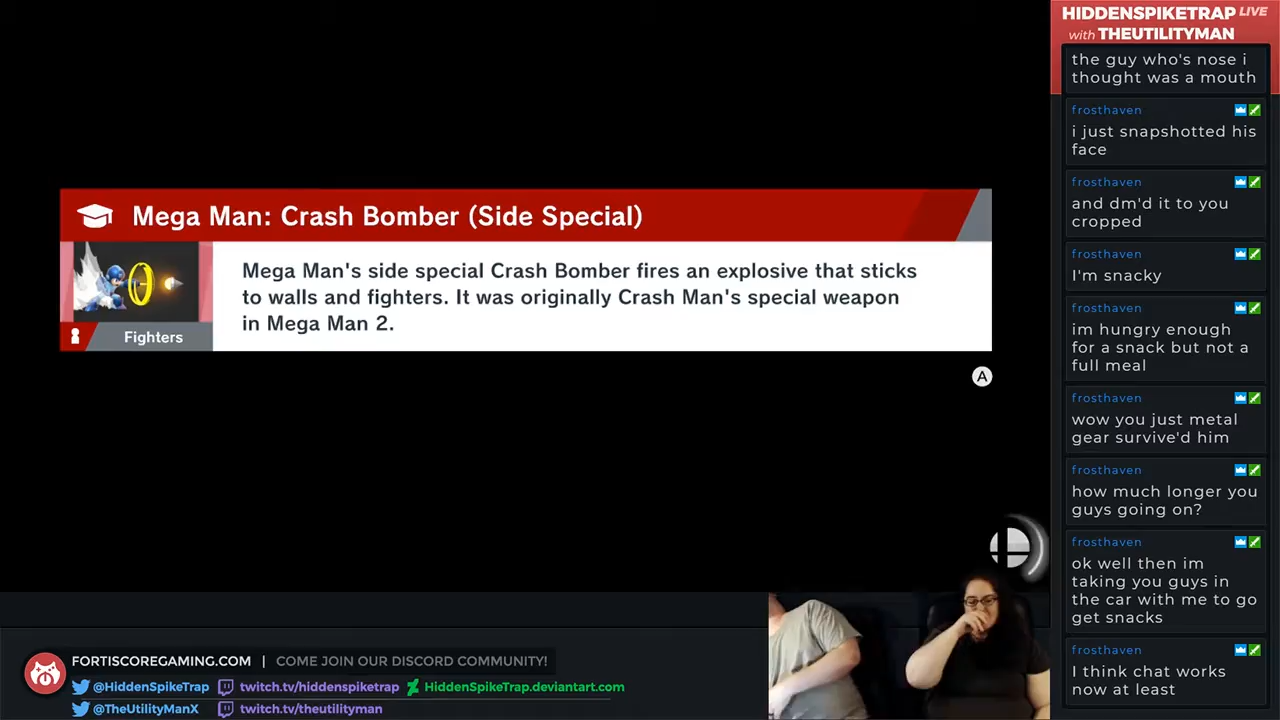 HIDDENSPIKETRAP LIVE
with THEUTILITYMAN
the guy who's nose i
thought was a mouth
frosthaven
i just snapshotted his
face
frosthaven
and dm'd it to you
cropped
frosthaven
I'm snacky
frosthaven
im hungry enough
for a snack but not a
full meal
frosthaven
wow you just metal
gear survive'd him
frosthaven
how much longer you
guys going on?
frosthaven
ok well then im
taking you guys in
the car with me to go
get snacks
frosthaven
I think chat works
now at least
Mega Man: Crash Bomber (Side Special)
Mega Man's side special Crash Bomber fires an explosive that sticks
to walls and fighters. It was originally Crash Man's special weapon
in Mega Man 2.
Fighters
A
FORTISCOREGAMING.COM | COME JOIN OUR DISCORD COMMUNITY!
@HiddenSpikeTrap twitch.tv/hiddenspiketrap HiddenSpikeTrap.deviantart.com
@TheUtilityManX twitch.tv/theutilityman